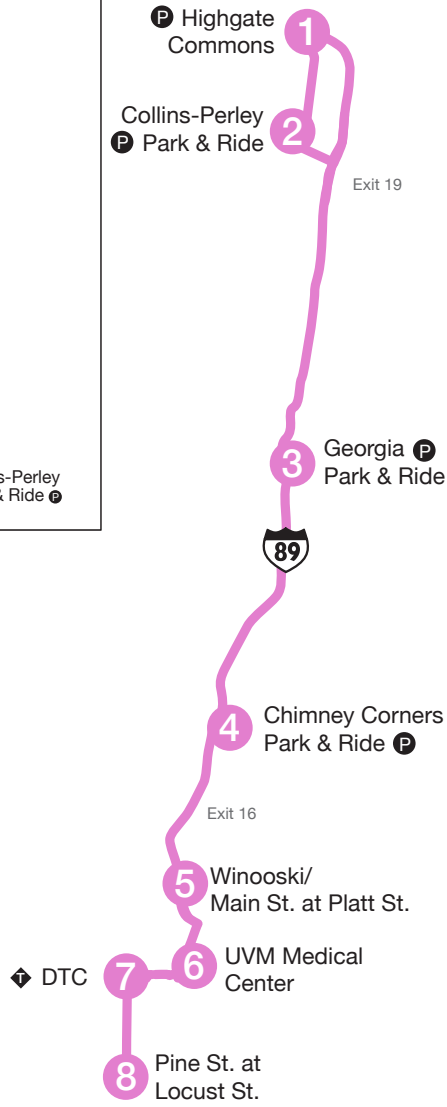 P Highgate
Commons
1
Collins-Perley
P Park & Ride
2
Exit 19
Georgia P
Park & Ride
3
s-Perley
& Ride P
89
4
Chimney Corners
Park & Ride P
Exit 16
5
Winooski/
Main St. at Platt St.
6
UVM Medical
Center
T DTC
7
8
Pine St. at
Locust St.